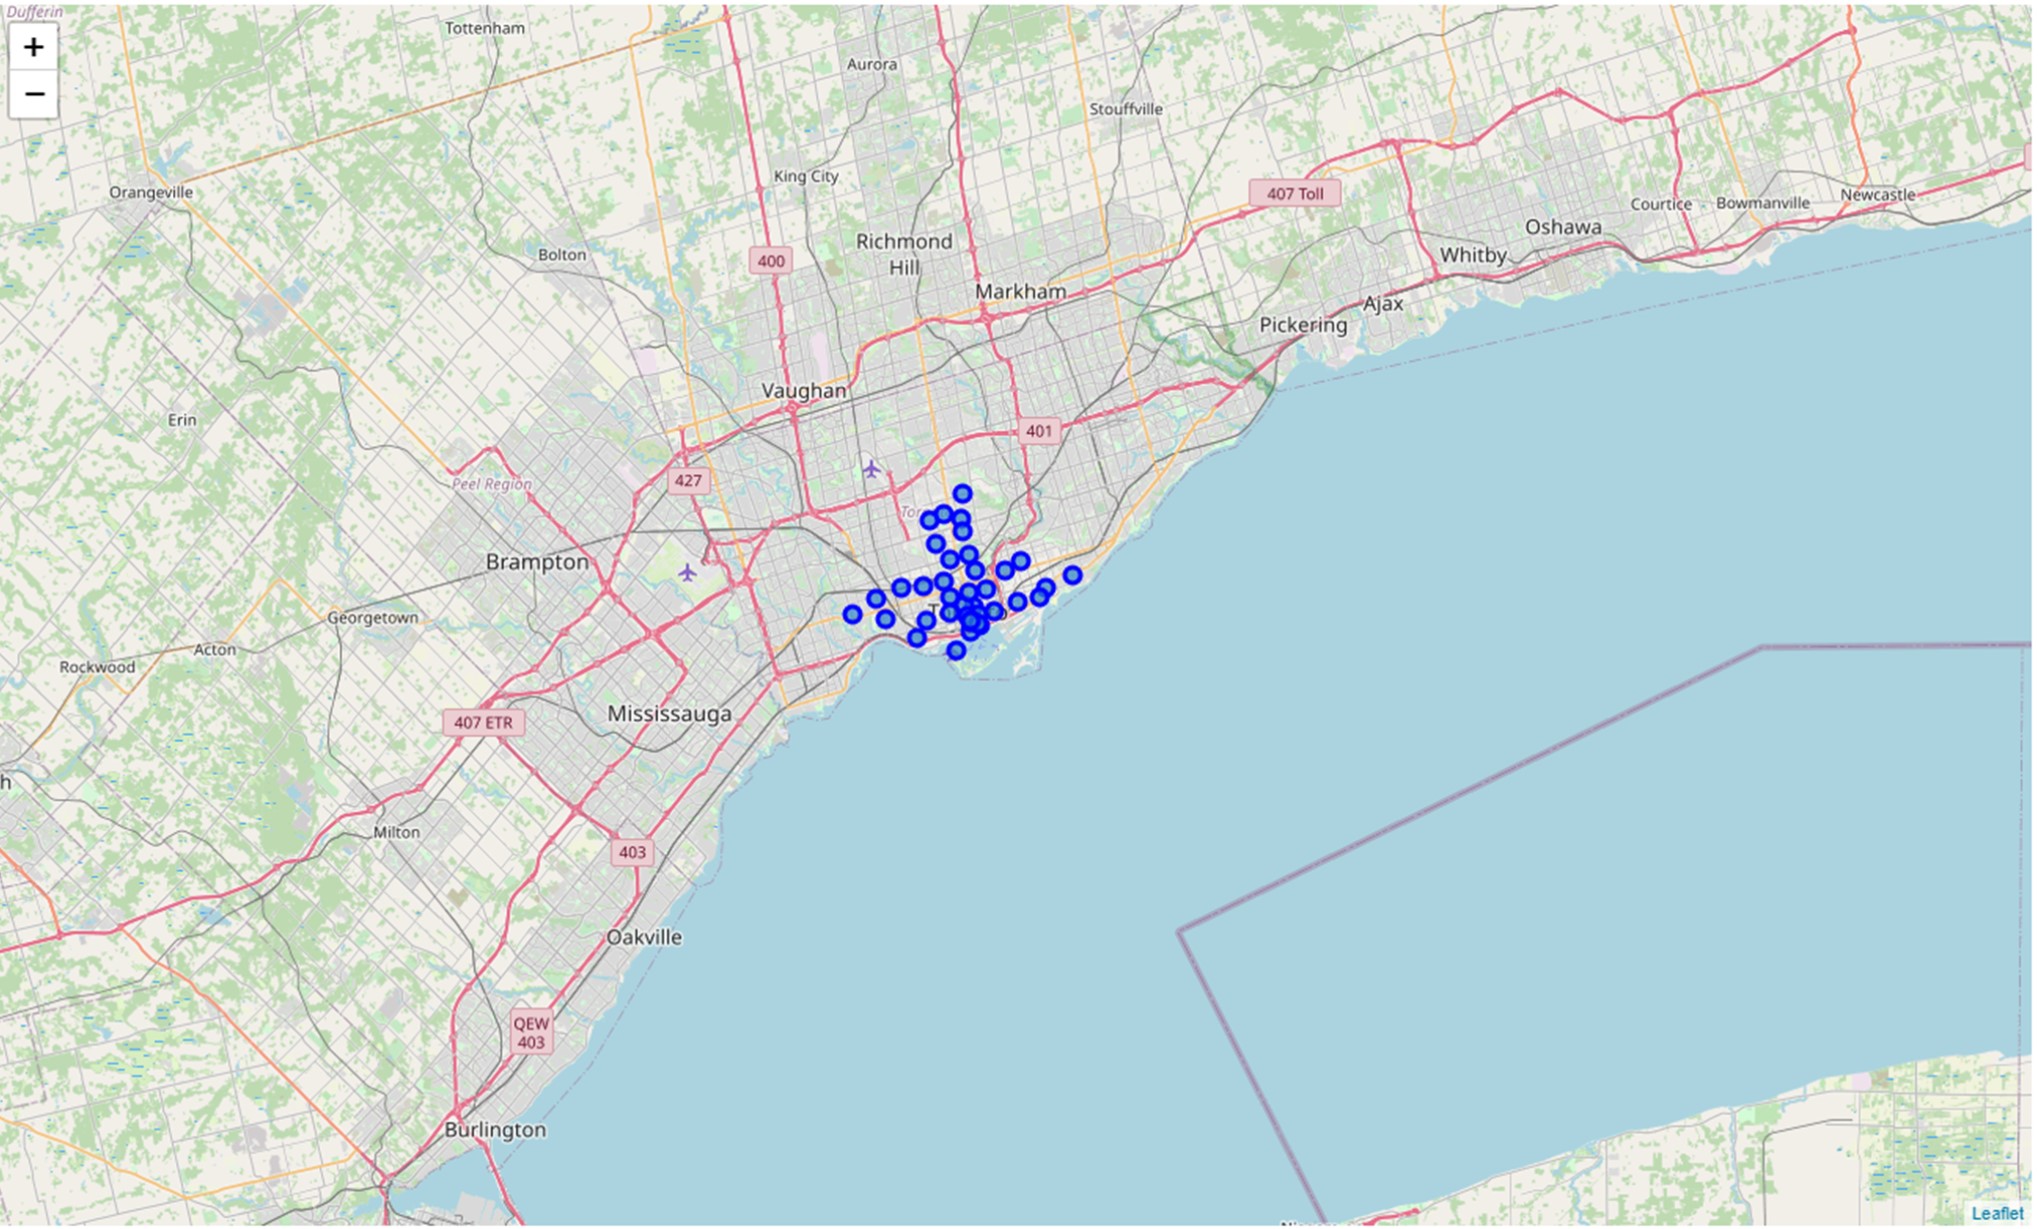 Dufferin
Tottenham
+
Aurora
−
Stouffville
King City
Orangeville
407 Toll
Newcastle
Courtice
Bowmanville
Oshawa
Richmond
Hill
Bolton
400
Whitby
Markham
Ajax
Pickering
Vaughan
Erin
401
427
Peel Region
Brampton
Georgetown
Acton
Rockwood
Mississauga
407 ETR
Milton
403
Oakville
QEW
403
Burlington
Leaflet